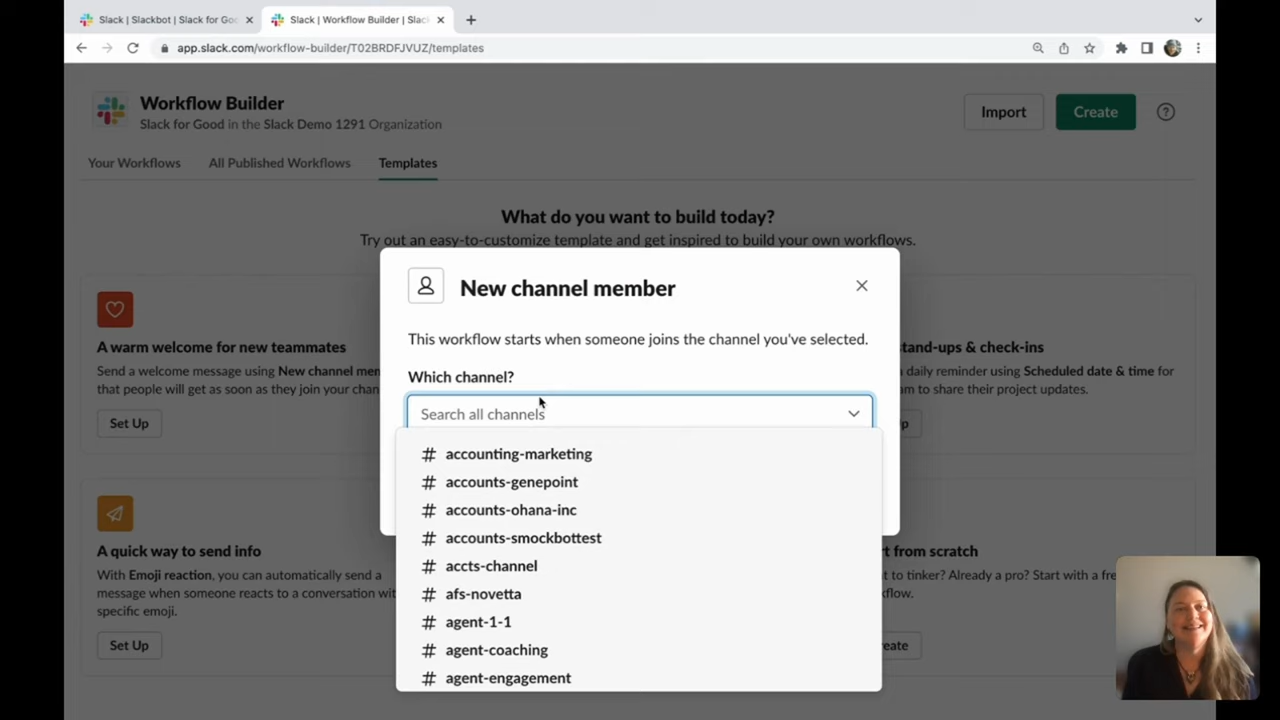 Slack | Slackbot | Slack for Goo
Slack | Workflow Builder | Slac
app.slack.com/workflow-builder/T02BRDFJVUZ/templates
Workflow Builder
Slack for Good in the Slack Demo 1291 Organization
Import
Create
Your Workflows
All Published Workflows
Templates
What do you want to build today?
Try out an easy-to-customize template and get inspired to build your own workflows.
A warm welcome for new teammates
Send a welcome message using New channel mem
that people will get as soon as they join your chan
Set Up
stand-ups & check-ins
daily reminder using Scheduled date & time for
m to share their project updates.
p
New channel member
This workflow starts when someone joins the channel you've selected.
Which channel?
Search all channels
# accounting-marketing
# accounts-genepoint
# accounts-ohana-inc
# accounts-smockbottest
# accts-channel
# afs-novetta
# agent-1-1
# agent-coaching
# agent-engagement
A quick way to send info
With Emoji reaction, you can automatically send a
message when someone reacts to a conversation wit
specific emoji.
Set Up
rt from scratch
t to tinker? Already a pro? Start with a fre
kflow.
eate